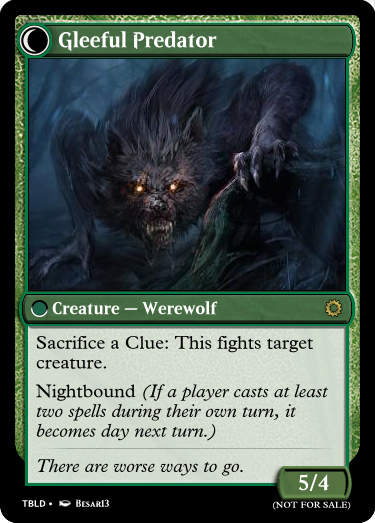 Gleeful Predator
Creature — Werewolf
Sacrifice a Clue: This fights target
creature.
Nightbound (If a player casts at least
two spells during their own turn, it
becomes day next turn.)
There are worse ways to go.
5/4
TBLD • Besar13
(NOT FOR SALE)